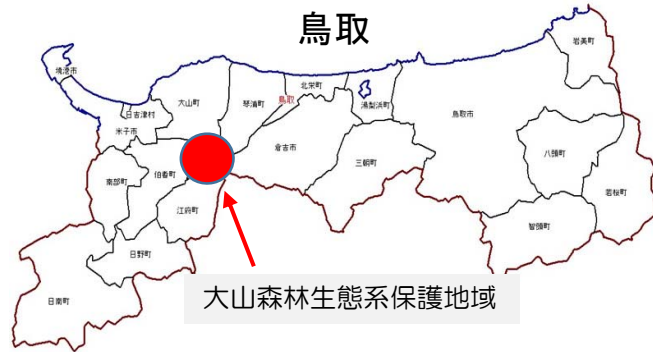 鳥取
岩美町
境港市
北栄町
大山町
琴浦町
鳥取
湯梨浜町
鳥取市
日吉津村
米子市
倉吉市
三朝町
八頭町
南部町
伯耆町
若桜町
江府町
智頭町
日野町
日南町
大山森林生態系保護地域